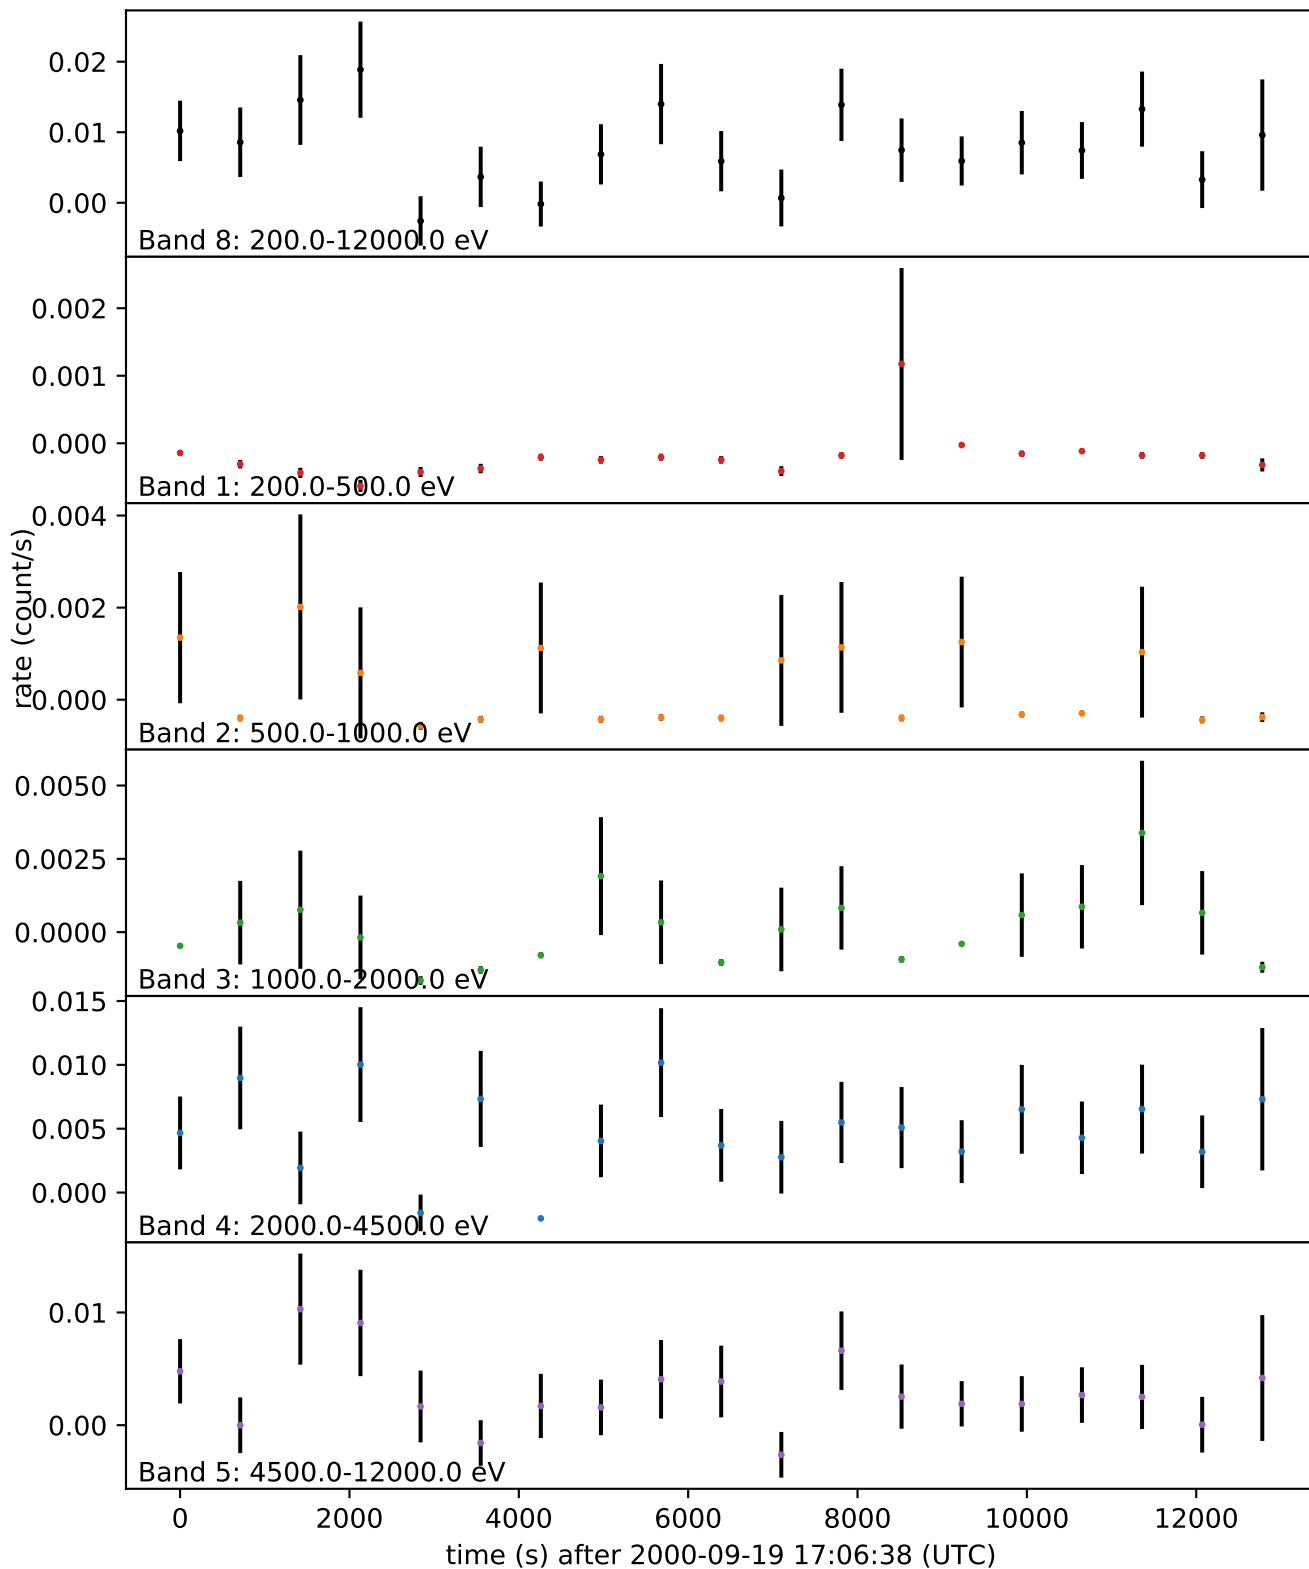 0.02
0.01
0.00
Band 8: 200.0-12000.0 eV
0.002
0.001
0.000
Band 1: 200.0-500.0 eV
0.004
0.002
0.000
Band 2: 500.0-1000.0 eV
rate (count/s)
0.0050
0.0025
0.0000
Band 3: 1000.0-2000.0 eV
0.015
0.010
0.005
0.000
Band 4: 2000.0-4500.0 eV
0.01
0.00
Band 5: 4500.0-12000.0 eV
0 2000 4000 6000 8000 10000 12000
time (s) after 2000-09-19 17:06:38 (UTC)